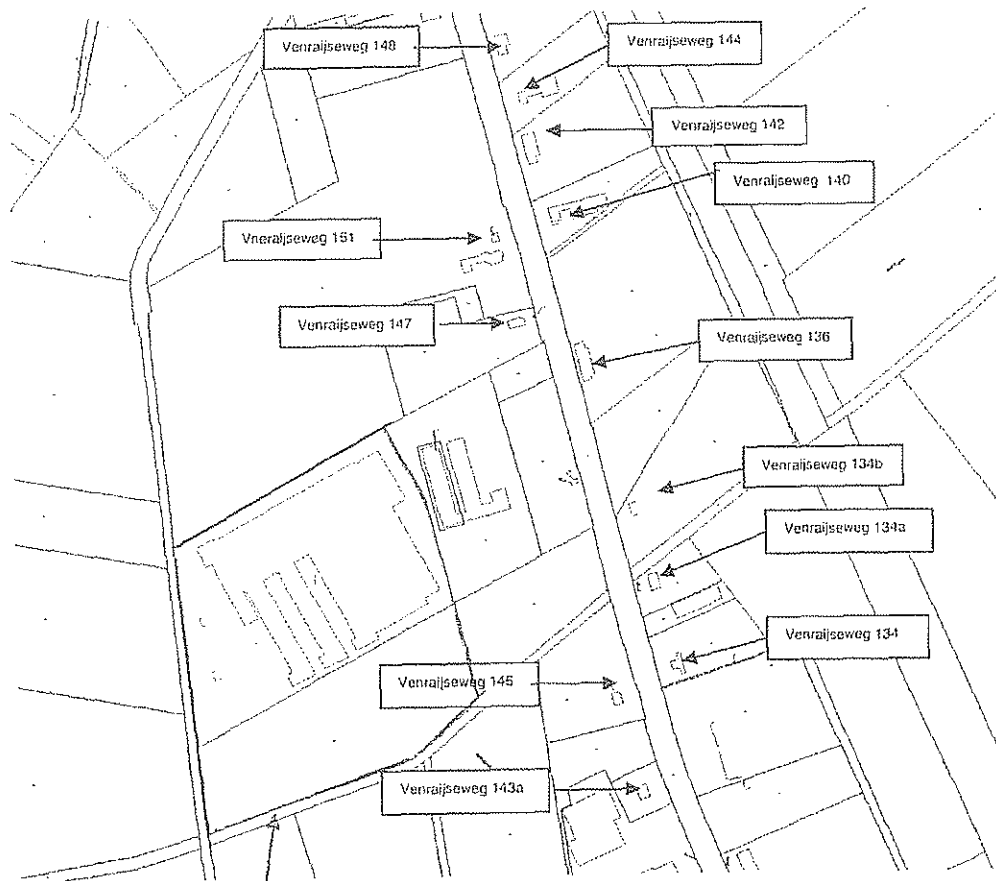 Venraijseweg 148
Venraijseweg 144
Venraijseweg 142
Venraijseweg 140
Vneraijseweg 151
Venraijseweg 147
Venraijseweg 136
Venraijseweg 134b
Venraijseweg 134a
Venraijseweg 134
Venraijseweg 145
Venraijseweg 143a